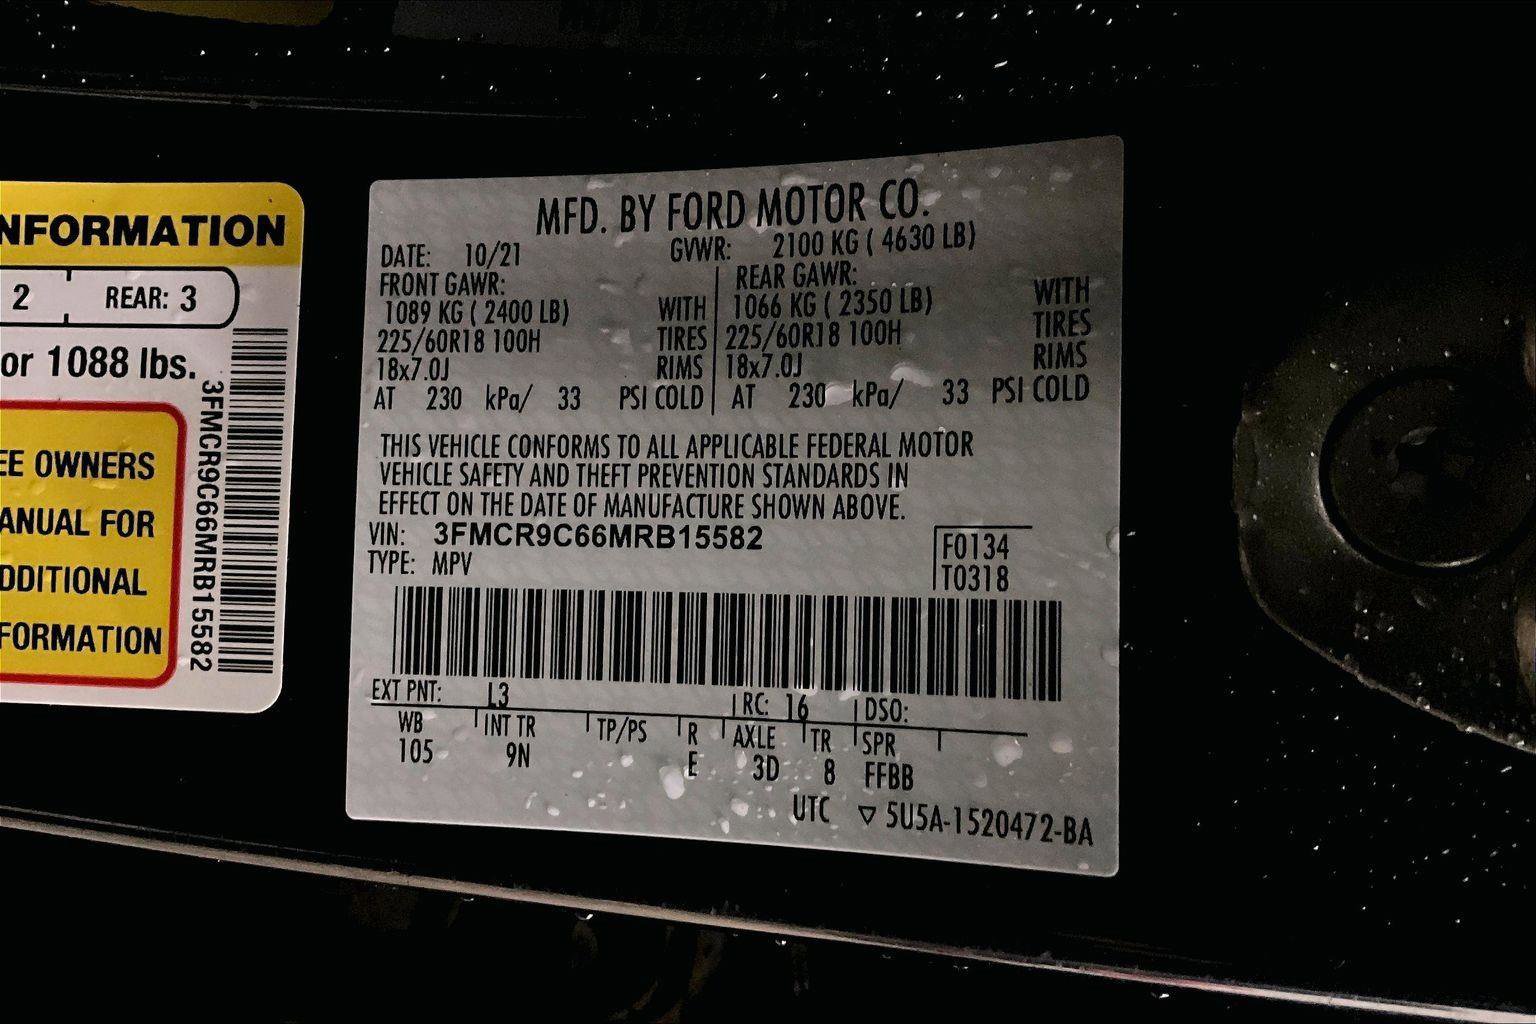 NFORMATION
2 REAR: 3
or 1088 lbs.
EE OWNERS
ANUAL FOR
DDITIONAL
FORMATION
3FMCR9C66MRB15582
MFD. BY FORD MOTOR CO.
DATE: 10/21 GVWR: 2100 KG ( 4630 LB)
FRONT GAWR: REAR GAWR:
1089 KG ( 2400 LB) WITH 1066 KG ( 2350 LB) WITH
225/60R18 100H TIRES 225/60R18 100H TIRES
18x7.0J RIMS 18x7.0J RIMS
AT 230 kPa/ 33 PSI COLD AT 230 kPa/ 33 PSI COLD
THIS VEHICLE CONFORMS TO ALL APPLICABLE FEDERAL MOTOR
VEHICLE SAFETY AND THEFT PREVENTION STANDARDS IN
EFFECT ON THE DATE OF MANUFACTURE SHOWN ABOVE.
VIN: 3FMCR9C66MRB15582
F0134
TYPE: MPV
T0318
EXT PNT: L3 RC: 16 DSO:
WB INT TR TP/PS R AXLE TR SPR
105 9N E 3D 8 FFBB
UTC ▽ 5U5A-1520472-BA